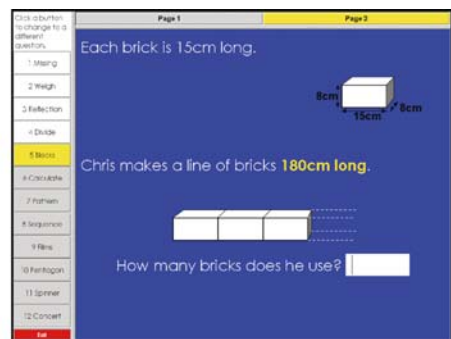 Click a button
to change to a
different
question.
1 Missing
2 Weigh
3 Reflection
4 Divide
6 Calculate
7 Pattern
8 Sequence
9 Films
10 Pentagon
11 Spinner
12 Concert
Exit
Page 1
Page 2
Each brick is 15cm long.
8cm
15cm
8cm
Chris makes a line of bricks 180cm long.
How many bricks does he use?